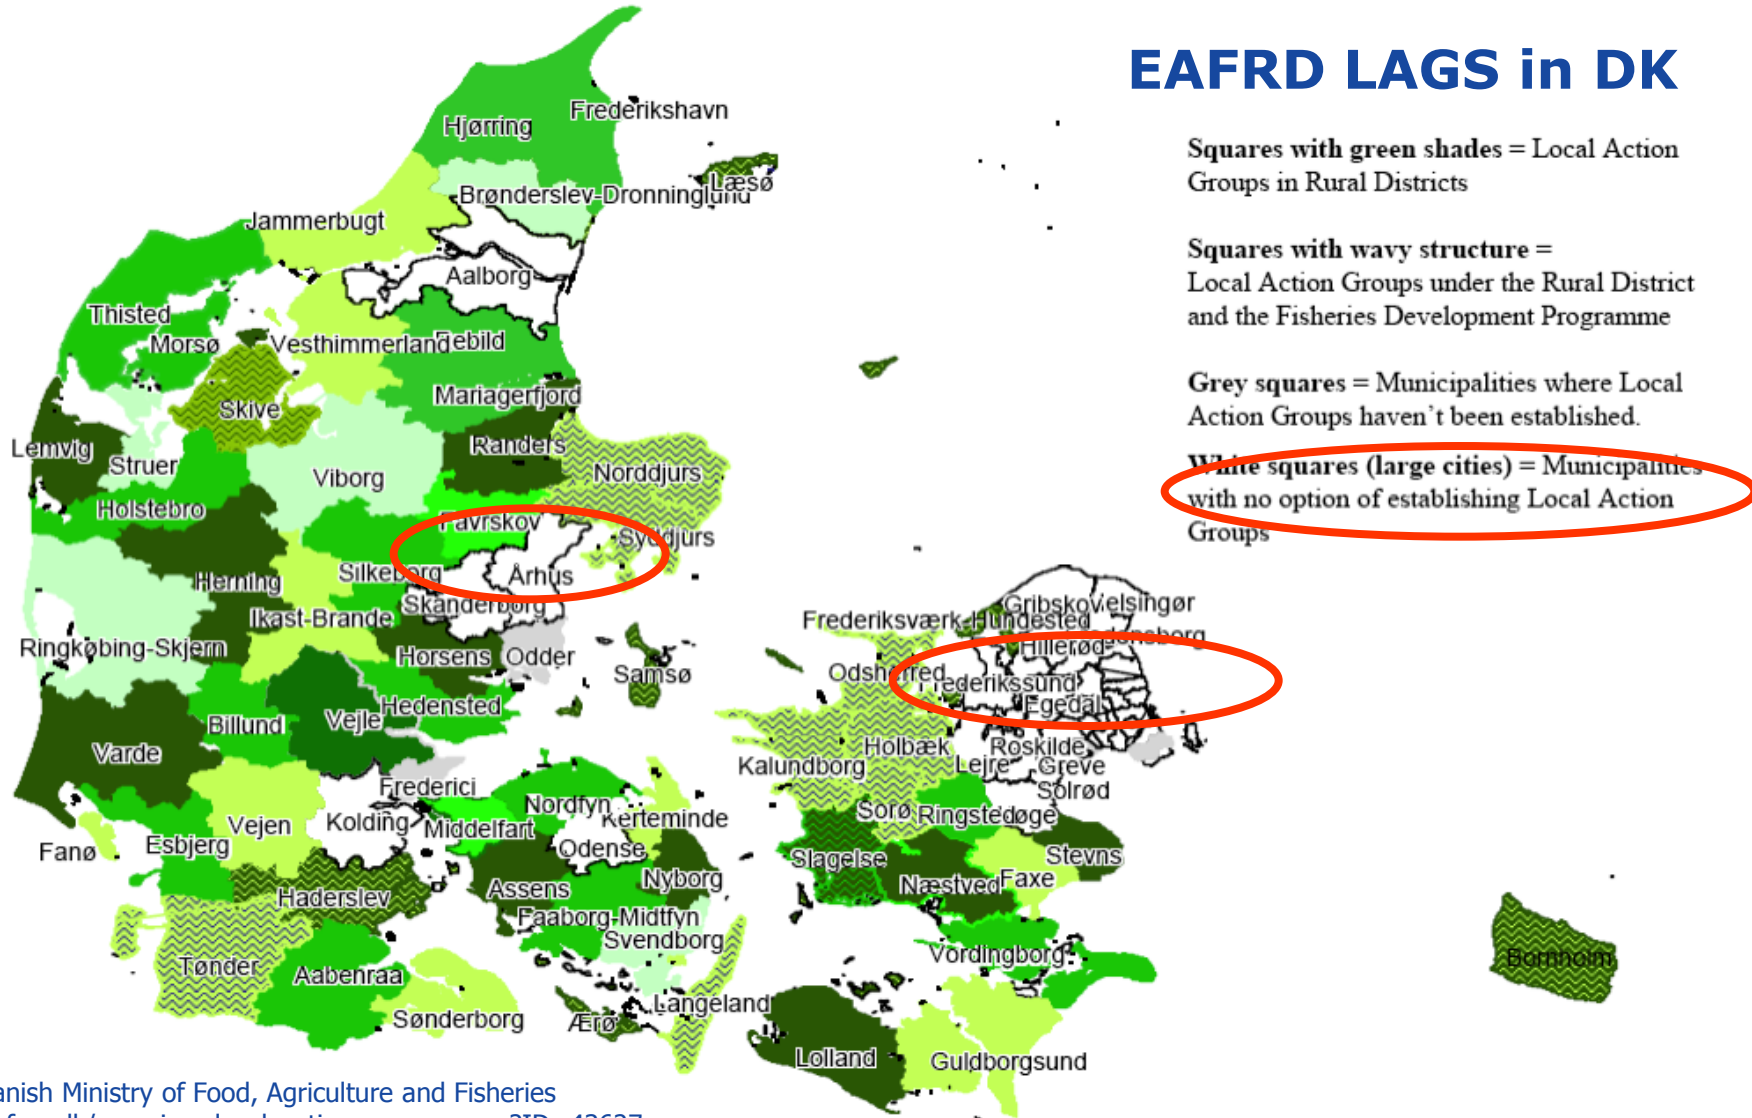 EAFRD LAGS in DK
Squares with green shades = Local Action
Groups in Rural Districts
Squares with wavy structure =
Local Action Groups under the Rural District
and the Fisheries Development Programme
Grey squares = Municipalities where Local
Action Groups haven't been established.
White squares (large cities) = Municipalities
with no option of establishing Local Action
Groups
Frederikshavn
Hjørring
Læsø
Brønderslev-Dronninglund
Jammerbugt
Aalborg
Thisted
Morsø
Vesthimmerland
ebild
Mariagerfjord
Skive
Lemvig
Struer
Randers
Norddjurs
Viborg
Holstebro
Favrskov
Syddjurs
Århus
Silkeborg
Herning
Skanderborg
Ikast-Brande
Ringkøbing-Skjern
Horsens
Odder
Samsø
Hedensted
Vejle
Billund
Varde
Frederici
Nordfyn
Kerteminde
Kolding
Middelfart
Vejen
Esbjerg
Fanø
Odense
Assens
Nyborg
Haderslev
Faaborg-Midtfyn
Svendborg
Tønder
Aabenraa
Langeland
Sønderborg
Ærø
Gribskov
elsingør
Frederiksværk-Hundested
Hillerød
Odsherred
rederikssund
Egedal
Holbæk
Roskilde
Kalundborg
Lejre
Greve
Solrød
Sorø
Ringsted
øge
Slagelse
Stevns
Næstved
Faxe
Vordingborg
Lolland
Guldborgsund
Bornholm
anish Ministry of Food, Agriculture and Fisheries